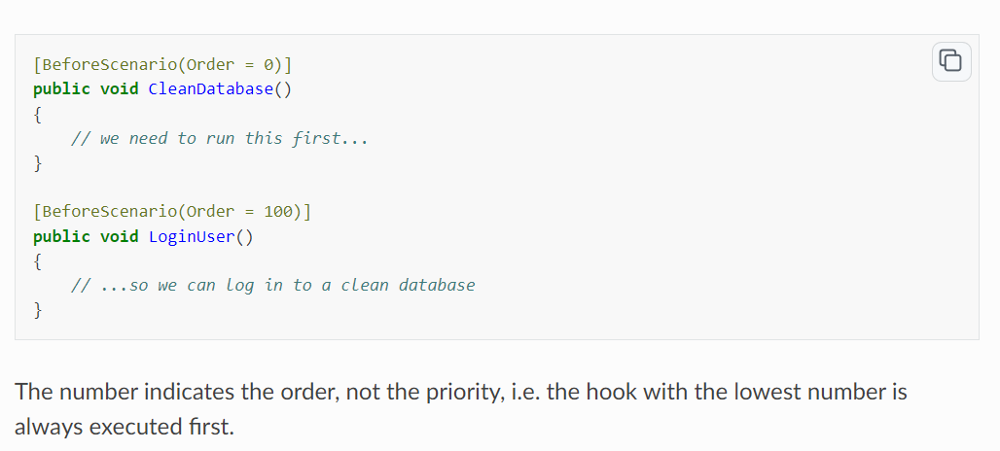 [BeforeScenario(Order = 0)]
public void CleanDatabase()
{
    // we need to run this first...
}

[BeforeScenario(Order = 100)]
public void LoginUser()
{
    // ...so we can log in to a clean database
}

The number indicates the order, not the priority, i.e. the hook with the lowest number is
always executed first.